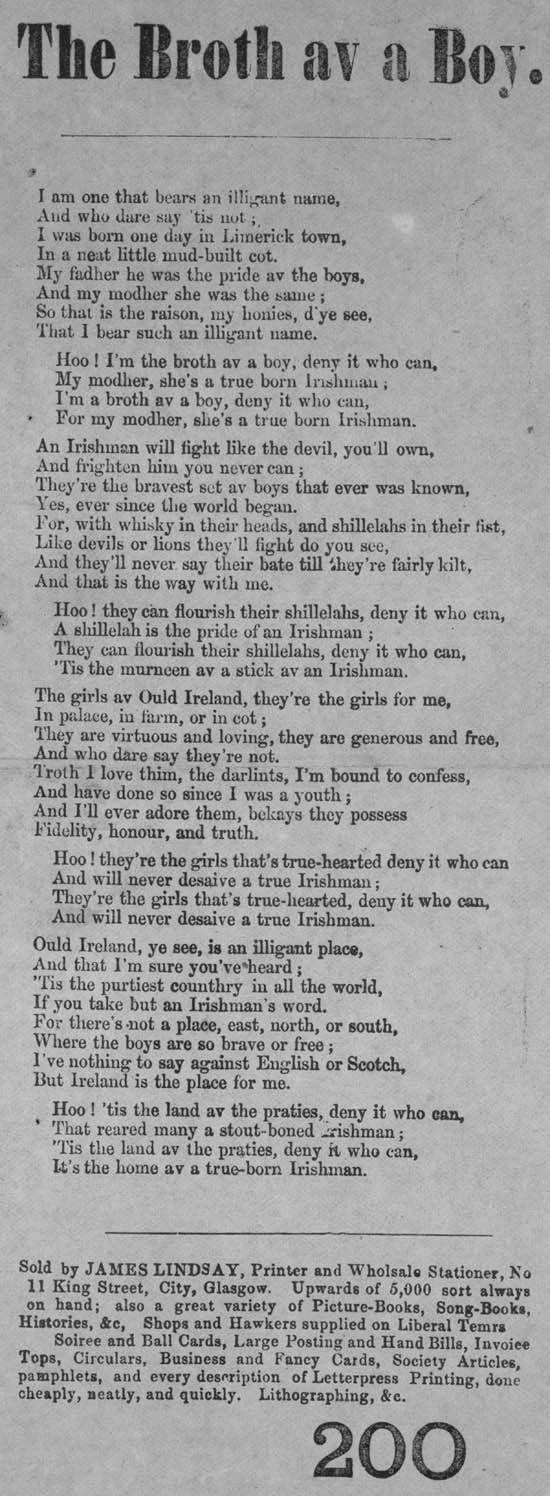 The Broth av a Boy.
I am one that bears an illigant name,
And who dare say 'tis not ;
I was born one day in Limerick town,
In a neat little mud-built cot.
My fadher he was the pride av the boys,
And my modher she was the same ;
So that is the raison, my honies, d'ye see,
That I bear such an illigant name.
Hoo ! I'm the broth av a boy, deny it who can,
My modher, she's a true born Irishman ;
I'm a broth av a boy, deny it who can,
For my modher, she's a true born Irishman.
An Irishman will fight like the devil, you'll own,
And frighten him you never can ;
They're the bravest set av boys that ever was known,
Yes, ever since the world began.
For, with whisky in their heads, and shillelahs in their fist,
Like devils or lions they'll fight do you see,
And they'll never say their bate till they're fairly kilt,
And that is the way with me.
Hoo ! they can flourish their shillelahs, deny it who can,
A shillelah is the pride of an Irishman ;
They can flourish their shillelahs, deny it who can,
'Tis the murneen av a stick av an Irishman.
The girls av Ould Ireland, they're the girls for me,
In palace, in farm, or in cot ;
They are virtuous and loving, they are generous and free,
And who dare say they're not.
Troth I love thim, the darlints, I'm bound to confess,
And have done so since I was a youth ;
And I'll ever adore them, bekays they possess
Fidelity, honour, and truth.
Hoo ! they're the girls that's true-hearted deny it who can
And will never desaive a true Irishman ;
They're the girls that's true-hearted, deny it who can,
And will never desaive a true Irishman.
Ould Ireland, ye see, is an illigant place,
And that I'm sure you've heard ;
'Tis the purtiest counthry in all the world,
If you take but an Irishman's word.
For there's not a place, east, north, or south,
Where the boys are so brave or free ;
I've nothing to say against English or Scotch,
But Ireland is the place for me.
Hoo ! 'tis the land av the praties, deny it who can,
That reared many a stout-boned Irishman ;
'Tis the land av the praties, deny it who can,
It's the home av a true-born Irishman.
Sold by JAMES LINDSAY, Printer and Wholsale Stationer, No
11 King Street, City, Glasgow. Upwards of 5,000 sort always
on hand; also a great variety of Picture-Books, Song-Books,
Histories, &c, Shops and Hawkers supplied on Liberal Temrs
Soiree and Ball Cards, Large Posting and Hand Bills, Invoice
Tops, Circulars, Business and Fancy Cards, Society Articles,
pamphlets, and every description of Letterpress Printing, done
cheaply, neatly, and quickly. Lithographing, &c.
200